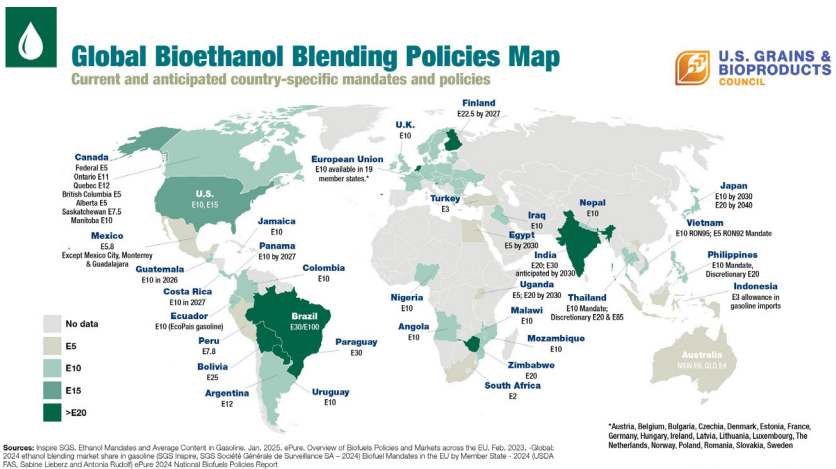 Global Bioethanol Blending Policies Map
Current and anticipated country-specific mandates and policies
U.S. GRAINS &
BIOPRODUCTS
COUNCIL
Finland
E22.5 by 2027
U.K.
E10
European Union
E10 available in 19
member states.*
Canada
Federal E5
Ontario E11
Quebec E12
British Columbia E5
Alberta E5
Saskatchewan E7.5
Manitoba E10
U.S.
E10, E15
Turkey
E3
Nepal
E10
Japan
E10 by 2030
E20 by 2040
Iraq
E10
Vietnam
E10 RON95; E5 RON92 Mandate
Jamaica
E10
Mexico
E5.8
Except Mexico City, Monterrey
& Guadalajara
Egypt
E5 by 2030
Panama
E10 by 2027
India
E20; E30
anticipated by 2030
Philippines
E10 Mandate,
Discretionary E20
Guatemala
E10 in 2026
Colombia
E10
Uganda
E5; E20 by 2030
Indonesia
E3 allowance in
gasoline imports
Costa Rica
E10 in 2027
Nigeria
E10
Thailand
E10 Mandate;
Discretionary E20 & E85
Malawi
E10
Ecuador
E10 (EcoPais gasoline)
Brazil
E30/E100
Angola
E10
No data
E5
E10
E15
>E20
Peru
E7.8
Paraguay
E30
Mozambique
E10
Australia
NSW E6, QLD E4
Bolivia
E25
Zimbabwe
E20
South Africa
E2
Argentina
E12
Uruguay
E10
*Austria, Belgium, Bulgaria, Czechia, Denmark, Estonia, France,
Germany, Hungary, Ireland, Latvia, Lithuania, Luxembourg, The
Netherlands, Norway, Poland, Romania, Slovakia, Sweden
Sources: Inspire SGS. Ethanol Mandates and Average Content in Gasoline. Jan. 2025. ePure. Overview of Biofuels Policies and Markets across the EU. Feb. 2023. -Global:
2024 ethanol blending market share in gasoline (SGS Inspire, SGS Société Générale de Surveillance SA – 2024) Biofuel Mandates in the EU by Member State - 2024 (USDA
FAS, Sabine Lieberz and Antonia Rudolf) ePure 2024 National Biofuels Policies Report